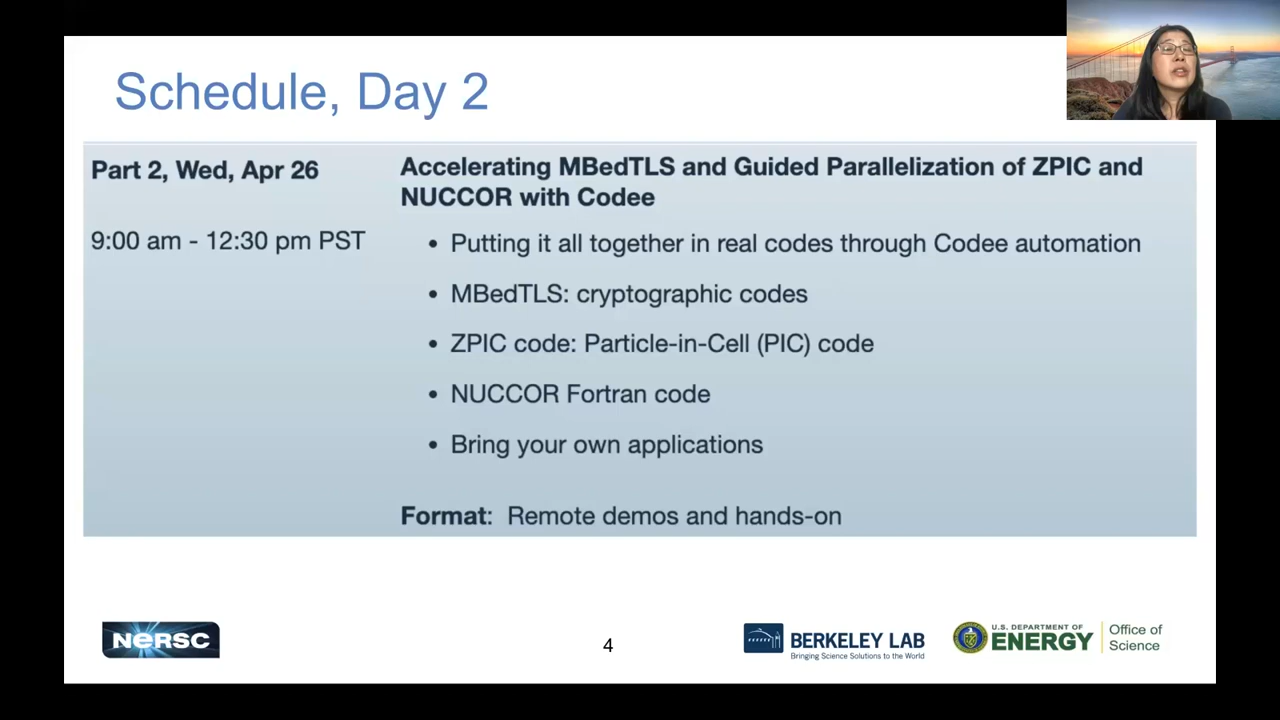 Schedule, Day 2
Part 2, Wed, Apr 26
9:00 am - 12:30 pm PST
Accelerating MBedTLS and Guided Parallelization of ZPIC and
NUCCOR with Codee
• Putting it all together in real codes through Codee automation
• MBedTLS: cryptographic codes
• ZPIC code: Particle-in-Cell (PIC) code
• NUCCOR Fortran code
• Bring your own applications
Format: Remote demos and hands-on
NERSC
4
BERKELEY LAB
Bringing Science Solutions to the World
U.S. DEPARTMENT OF
ENERGY
Office of
Science